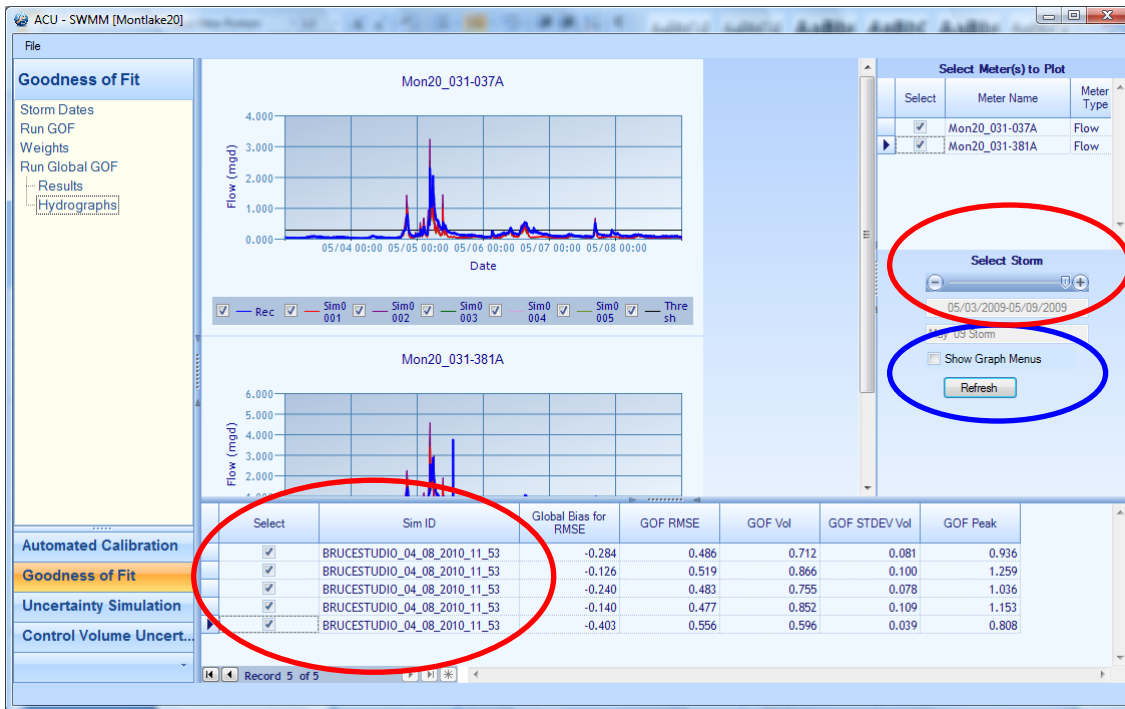 ACU - SWMM [Montlake20]
File
Goodness of Fit
Storm Dates
Run GOF
Weights
Run Global GOF
Results
Hydrographs
Automated Calibration
Goodness of Fit
Uncertainty Simulation
Control Volume Uncert...
Mon20_031-037A
Flow (mgd)
4.000
3.000
2.000
1.000
0.000
05/04 00:00 05/05 00:00 05/06 00:00 05/07 00:00 05/08 00:00
Date
Rec Sim0 001 Sim0 002 Sim0 003 Sim0 004 Sim0 005 Thre sh
Mon20_031-381A
Flow (mgd)
6.000
5.000
4.000
3.000
2.000
Select Meter(s) to Plot
Select Meter Name Meter Type
Mon20_031-037A Flow
Mon20_031-381A Flow
Select Storm
05/03/2009-05/09/2009
May '09 Storm
Show Graph Menus
Refresh
Select Sim ID Global Bias for RMSE GOF RMSE GOF Vol GOF STDEV Vol GOF Peak
BRUCESTUDIO_04_08_2010_11_53 -0.284 0.486 0.712 0.081 0.936
BRUCESTUDIO_04_08_2010_11_53 -0.126 0.519 0.866 0.100 1.259
BRUCESTUDIO_04_08_2010_11_53 -0.240 0.483 0.755 0.078 1.036
BRUCESTUDIO_04_08_2010_11_53 -0.140 0.477 0.852 0.109 1.153
BRUCESTUDIO_04_08_2010_11_53 -0.403 0.556 0.596 0.039 0.808
Record 5 of 5